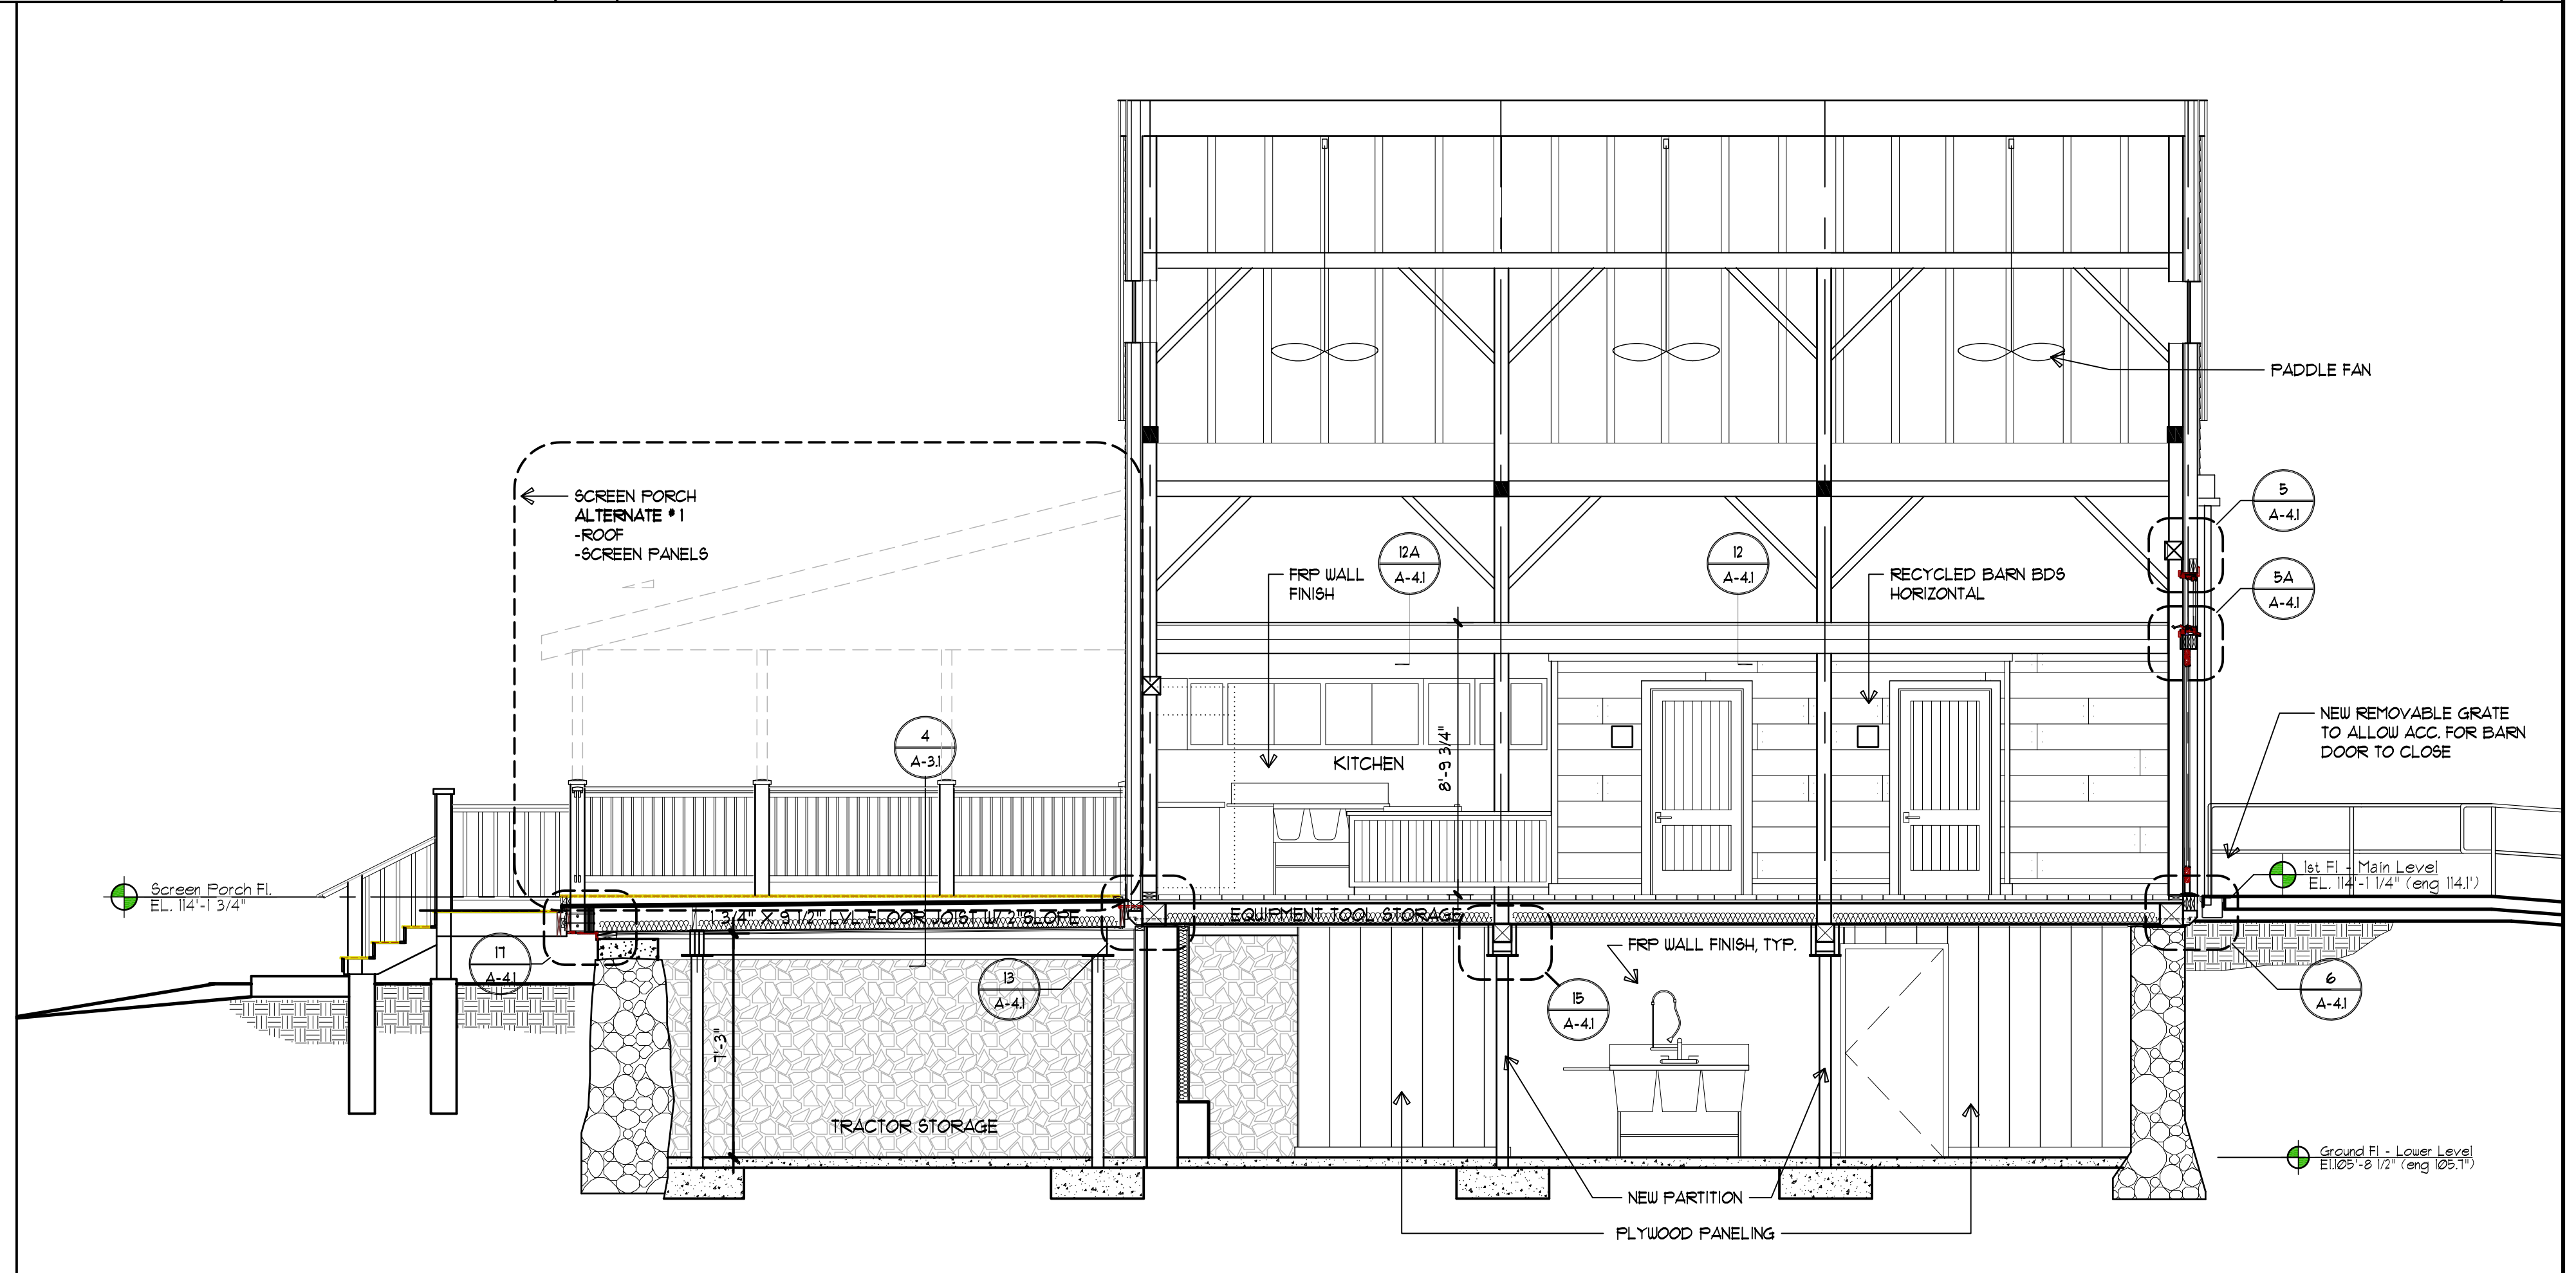 PADDLE FAN
SCREEN PORCH
ALTERNATE #1
-ROOF
-SCREEN PANELS
5
A-4.1
12A
A-4.1
12
A-4.1
FRP WALL
FINISH
RECYCLED BARN BDS
HORIZONTAL
5A
A-4.1
4
A-3.1
KITCHEN
8'-9 3/4"
NEW REMOVABLE GRATE
TO ALLOW ACC. FOR BARN
DOOR TO CLOSE
Screen Porch Fl.
EL. 114'-1 3/4"
1st Fl - Main Level
EL. 114'-1 1/4" (eng 114.1')
1 3/4" X 9 1/2" LVL FLOOR JOIST W/ 2"SLOPE
EQUIPMENT TOOL STORAGE
17
A-4.1
13
A-4.1
FRP WALL FINISH, TYP.
15
A-4.1
6
A-4.1
7'-3"
TRACTOR STORAGE
Ground Fl - Lower Level
El.105'-8 1/2" (eng 105.7")
NEW PARTITION
PLYWOOD PANELING